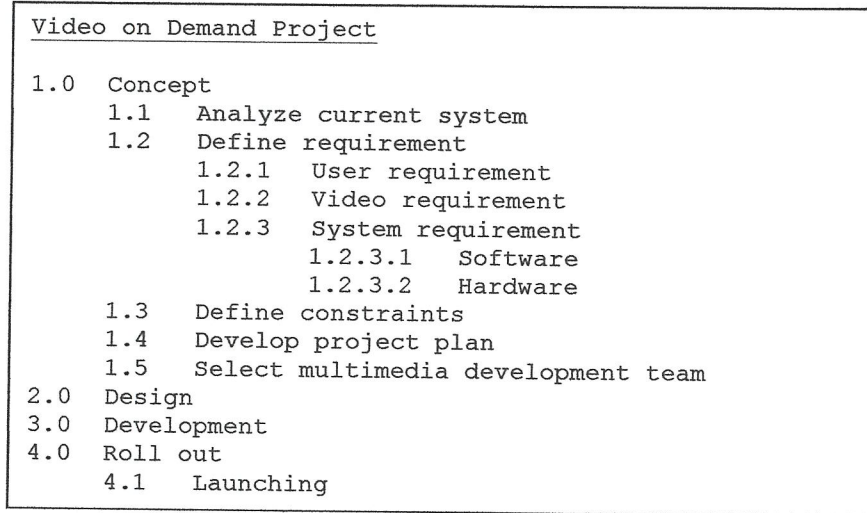 Video on Demand Project
1.0 Concept
1.1 Analyze current system
1.2 Define requirement
1.2.1 User requirement
1.2.2 Video requirement
1.2.3 System requirement
1.2.3.1 Software
1.2.3.2 Hardware
1.3 Define constraints
1.4 Develop project plan
1.5 Select multimedia development team
2.0 Design
3.0 Development
4.0 Roll out
4.1 Launching